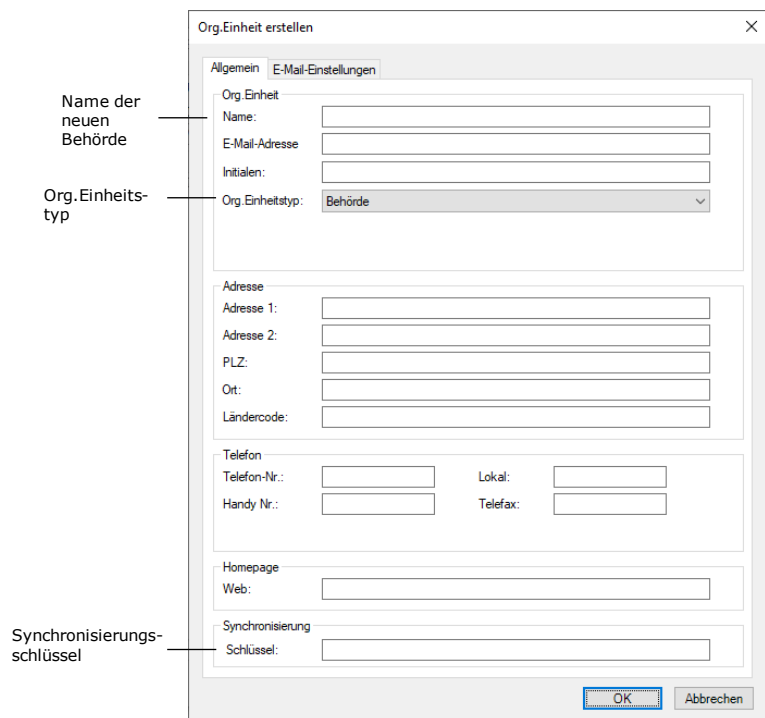 Org.Einheit erstellen
Allgemein E-Mail-Einstellungen
Org.Einheit
Name der
neuen
Behörde
Name:
E-Mail-Adresse
Initialen:
Org.Einheits-
typ
Org.Einheitstyp: Behörde
Adresse
Adresse 1:
Adresse 2:
PLZ:
Ort:
Ländercode:
Telefon
Telefon-Nr.: Lokal:
Handy Nr.: Telefax:
Homepage
Web:
Synchronisierung
Synchronisierungs-
schlüssel
Schlüssel:
OK Abbrechen